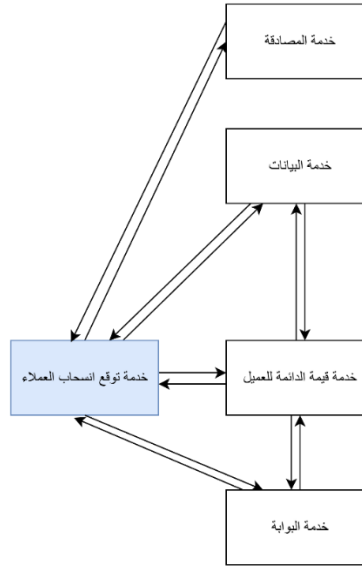 خدمة المصادقة
خدمة البيانات
خدمة توقع انسحاب العملاء
خدمة قيمة الدائمة للعميل
خدمة البوابة